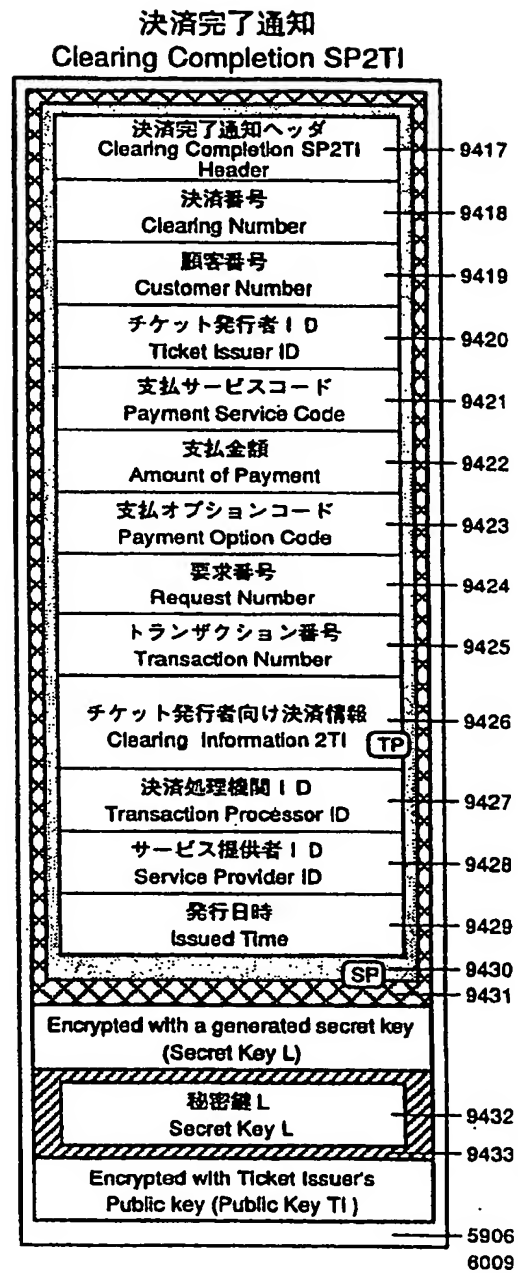 決済完了通知
Clearing Completion SP2TI
決済完了通知ヘッダ
Clearing Completion SP2TI
Header
9417
決済番号
Clearing Number
9418
顧客番号
Customer Number
9419
チケット発行者ID
Ticket Issuer ID
9420
支払サービスコード
Payment Service Code
9421
支払金額
Amount of Payment
9422
支払オプションコード
Payment Option Code
9423
要求番号
Request Number
9424
トランザクション番号
Transaction Number
9425
チケット発行者向け決済情報
Clearing Information 2TI
TP
9426
決済処理機関ID
Transaction Processor ID
9427
サービス提供者ID
Service Provider ID
9428
発行日時
Issued Time
9429
SP
9430
9431
Encrypted with a generated secret key
(Secret Key L)
秘密鍵L
Secret Key L
9432
9433
Encrypted with Ticket Issuer's
Public key (Public Key TI)
5906
6009